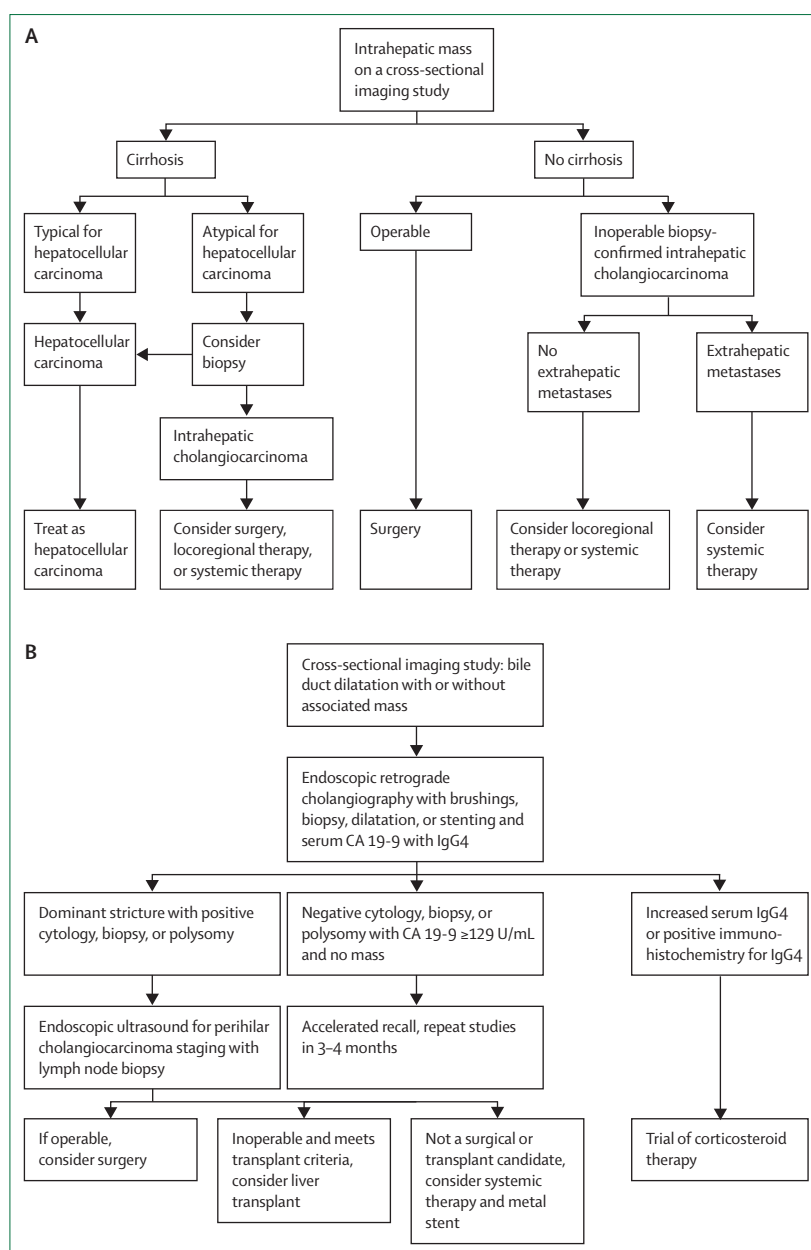 A
Intrahepatic mass
on a cross-sectional
imaging study
Cirrhosis
No cirrhosis
Typical for
hepatocellular
carcinoma
Atypical for
hepatocellular
carcinoma
Operable
Inoperable biopsy-
confirmed intrahepatic
cholangiocarcinoma
Hepatocellular
carcinoma
Consider
biopsy
No
extrahepatic
metastases
Extrahepatic
metastases
Intrahepatic
cholangiocarcinoma
Treat as
hepatocellular
carcinoma
Consider surgery,
locoregional therapy,
or systemic therapy
Surgery
Consider locoregional
therapy or systemic
therapy
Consider
systemic
therapy
B
Cross-sectional imaging study: bile
duct dilatation with or without
associated mass
Endoscopic retrograde
cholangiography with brushings,
biopsy, dilatation, or stenting and
serum CA 19-9 with IgG4
Dominant stricture with positive
cytology, biopsy, or polysomy
Negative cytology, biopsy, or
polysomy with CA 19-9 ≥129 U/mL
and no mass
Increased serum IgG4
or positive immuno-
histochemistry for IgG4
Endoscopic ultrasound for perihilar
cholangiocarcinoma staging with
lymph node biopsy
Accelerated recall, repeat studies
in 3–4 months
If operable,
consider surgery
Inoperable and meets
transplant criteria,
consider liver
transplant
Not a surgical or
transplant candidate,
consider systemic
therapy and metal
stent
Trial of corticosteroid
therapy